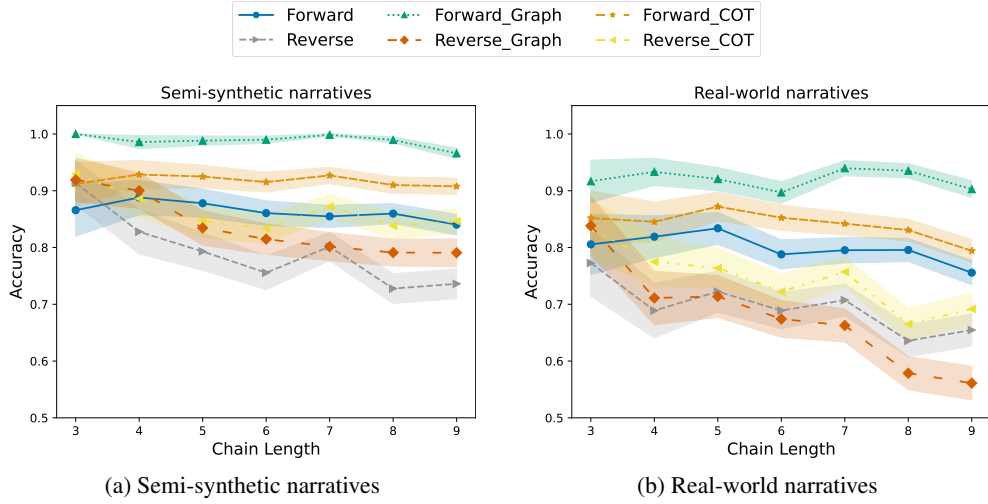 Forward Forward_Graph Forward_COT
Reverse Reverse_Graph Reverse_COT
Semi-synthetic narratives
1.0
0.9
0.8
0.7
0.6
0.5
Accuracy
3 4 5 6 7 8 9
Chain Length
(a) Semi-synthetic narratives
Real-world narratives
1.0
0.9
0.8
0.7
0.6
0.5
Accuracy
3 4 5 6 7 8 9
Chain Length
(b) Real-world narratives